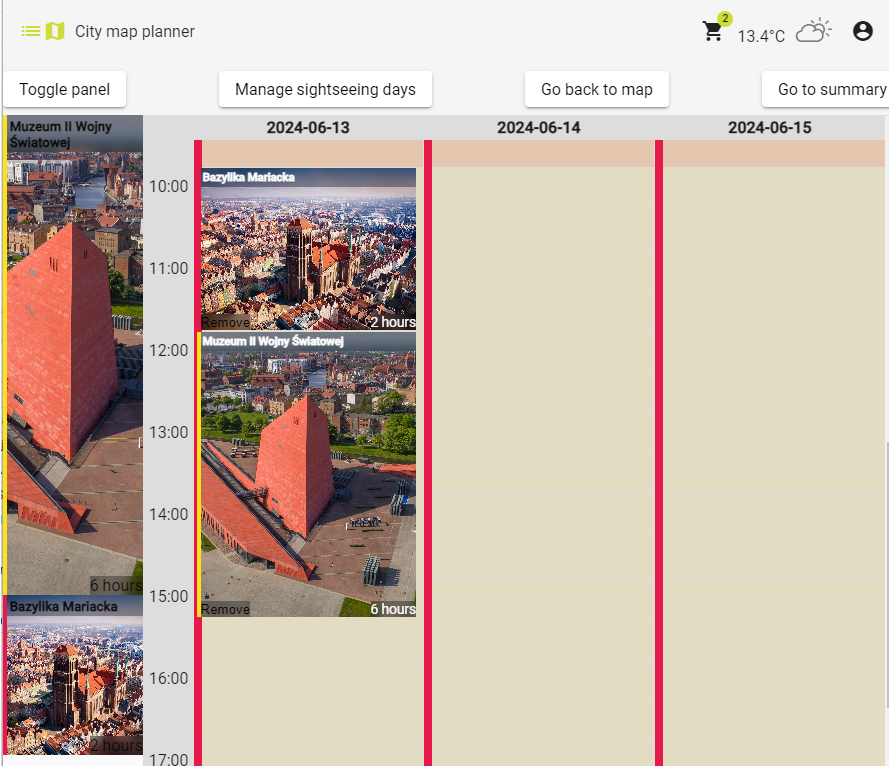 City map planner
2
13.4°C
Toggle panel
Manage sightseeing days
Go back to map
Go to summary
2024-06-13
2024-06-14
2024-06-15
Muzeum II Wojny
Światowej
6 hours
Bazylika Mariacka
2 hours
10:00
11:00
12:00
13:00
14:00
15:00
16:00
17:00
Bazylika Mariacka
Remove
2 hours
Muzeum II Wojny Światowej
Remove
6 hours